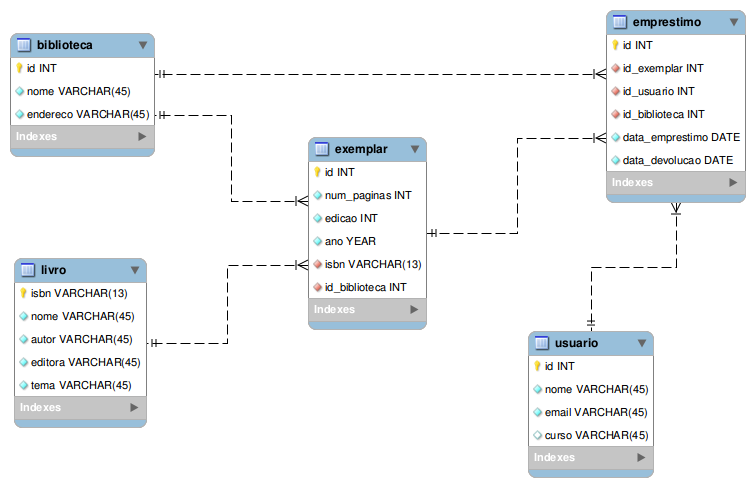 biblioteca
id INT
nome VARCHAR(45)
endereco VARCHAR(45)
Indexes
livro
isbn VARCHAR(13)
nome VARCHAR(45)
autor VARCHAR(45)
editora VARCHAR(45)
tema VARCHAR(45)
Indexes
exemplar
id INT
num_paginas INT
edicao INT
ano YEAR
isbn VARCHAR(13)
id_biblioteca INT
Indexes
emprestimo
id INT
id_exemplar INT
id_usuario INT
id_biblioteca INT
data_emprestimo DATE
data_devolucao DATE
Indexes
usuario
id INT
nome VARCHAR(45)
email VARCHAR(45)
curso VARCHAR(45)
Indexes